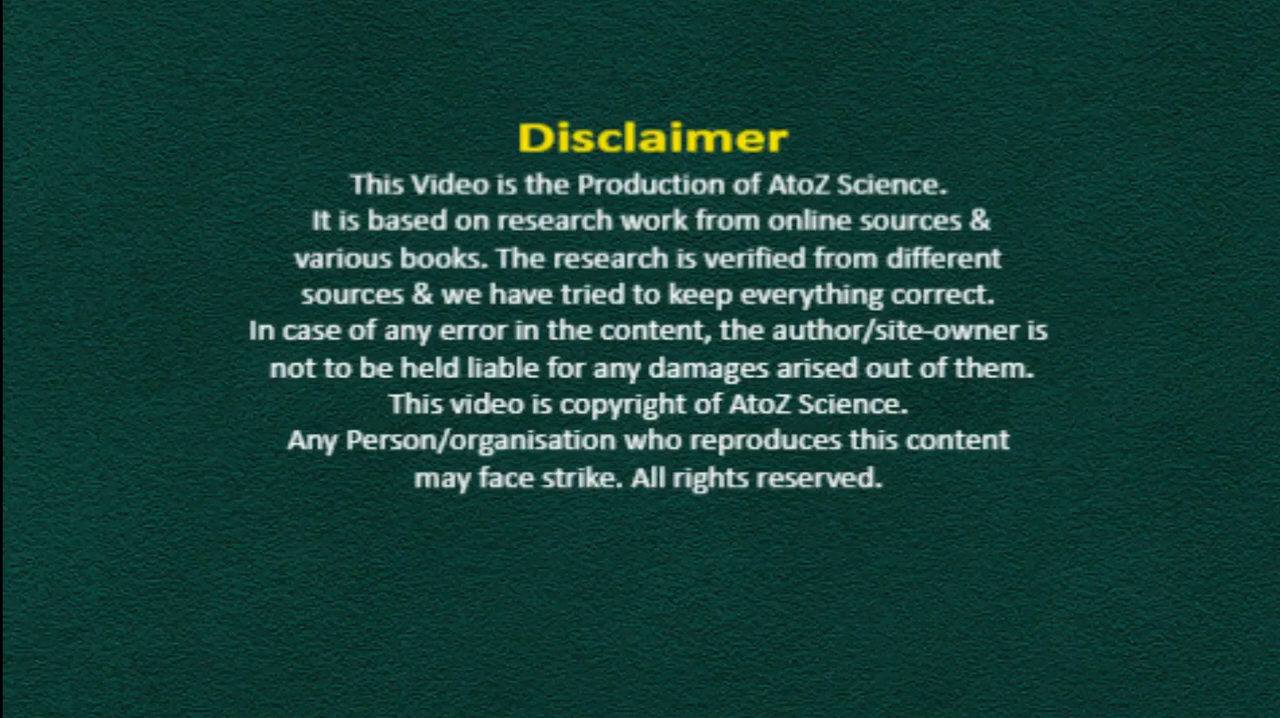 Disclaimer
This Video is the Production of AtoZ Science.
It is based on research work from online sources &
various books. The research is verified from different
sources & we have tried to keep everything correct.
In case of any error in the content, the author/site-owner is
not to be held liable for any damages arised out of them.
This video is copyright of AtoZ Science.
Any Person/organisation who reproduces this content
may face strike. All rights reserved.